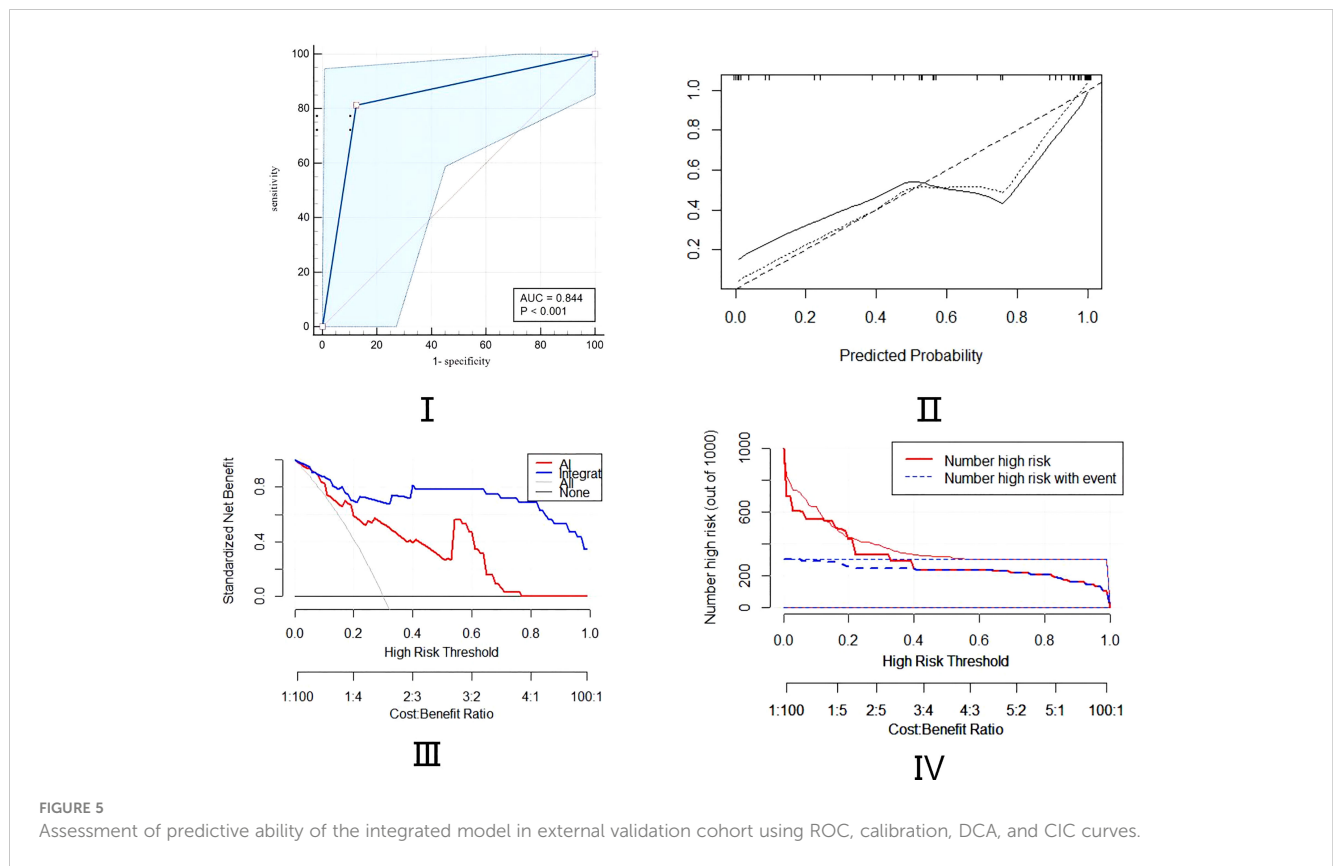 100
80
60
40
20
0
sensitivity
AUC = 0.844
P < 0.001
0 20 40 60 80 100
1- specificity
I
1.0
0.8
0.6
0.4
0.2
0.0 0.2 0.4 0.6 0.8 1.0
Predicted Probability
II
Standardized Net Benefit
0.8
0.4
0.0
AI
Integrat
All
None
0.0 0.2 0.4 0.6 0.8 1.0
High Risk Threshold
1:100 1:4 2:3 3:2 4:1 100:1
Cost:Benefit Ratio
III
Number high risk (out of 1000)
1000
600
200
0
Number high risk
Number high risk with event
0.0 0.2 0.4 0.6 0.8 1.0
High Risk Threshold
1:100 1:5 2:5 3:4 4:3 5:2 5:1 100:1
Cost:Benefit Ratio
IV
FIGURE 5
Assessment of predictive ability of the integrated model in external validation cohort using ROC, calibration, DCA, and CIC curves.